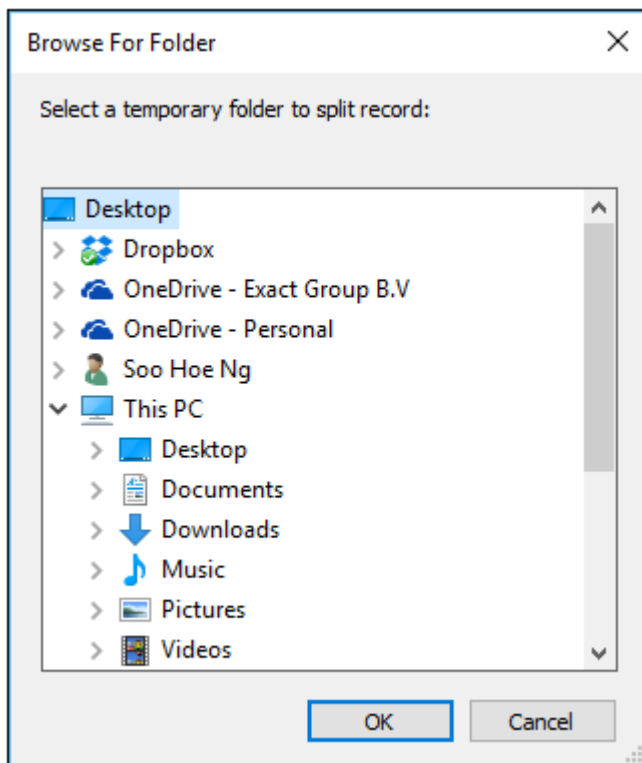 Browse For Folder
Select a temporary folder to split record:
Desktop
Dropbox
OneDrive - Exact Group B.V
OneDrive - Personal
Soo Hoe Ng
This PC
Desktop
Documents
Downloads
Music
Pictures
Videos
OK Cancel